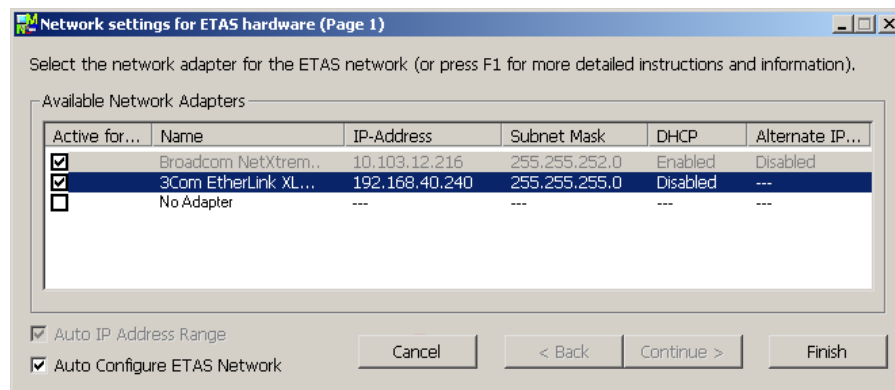 Network settings for ETAS hardware (Page 1)
Select the network adapter for the ETAS network (or press F1 for more detailed instructions and information).
Available Network Adapters
Active for... Name IP-Address Subnet Mask DHCP Alternate IP...
Broadcom NetXtrem.. 10.103.12.216 255.255.252.0 Enabled Disabled
3Com EtherLink XL... 192.168.40.240 255.255.255.0 Disabled ---
No Adapter --- --- --- ---
Auto IP Address Range
Auto Configure ETAS Network
Cancel < Back Continue > Finish